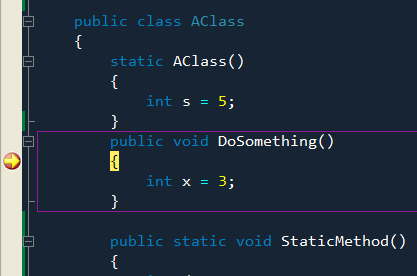 public class AClass
{
static AClass()
{
int s = 5;
}
public void DoSomething()
{
int x = 3;
}
public static void StaticMethod()
{